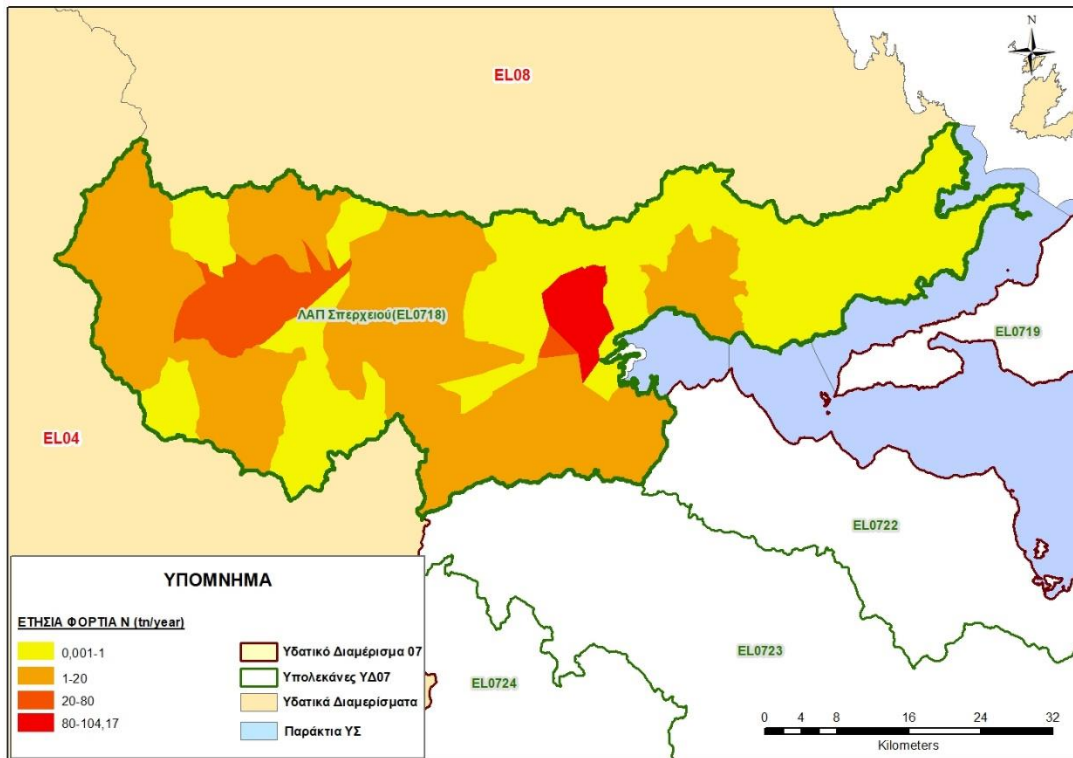 N
EL08
ΛΑΠ Σπερχειού(EL0718)
EL0719
EL04
EL0722
EL0723
EL0724
ΥΠΟΜΝΗΜΑ
ΕΤΗΣΙΑ ΦΟΡΤΙΑ Ν (tn/year)
0,001-1
1-20
20-80
80-104,17
Υδατικό Διαμέρισμα 07
Υπολεκάνες ΥΔ07
Υδατικά Διαμερίσματα
Παράκτια ΥΣ
0 4 8 16 24 32
Kilometers